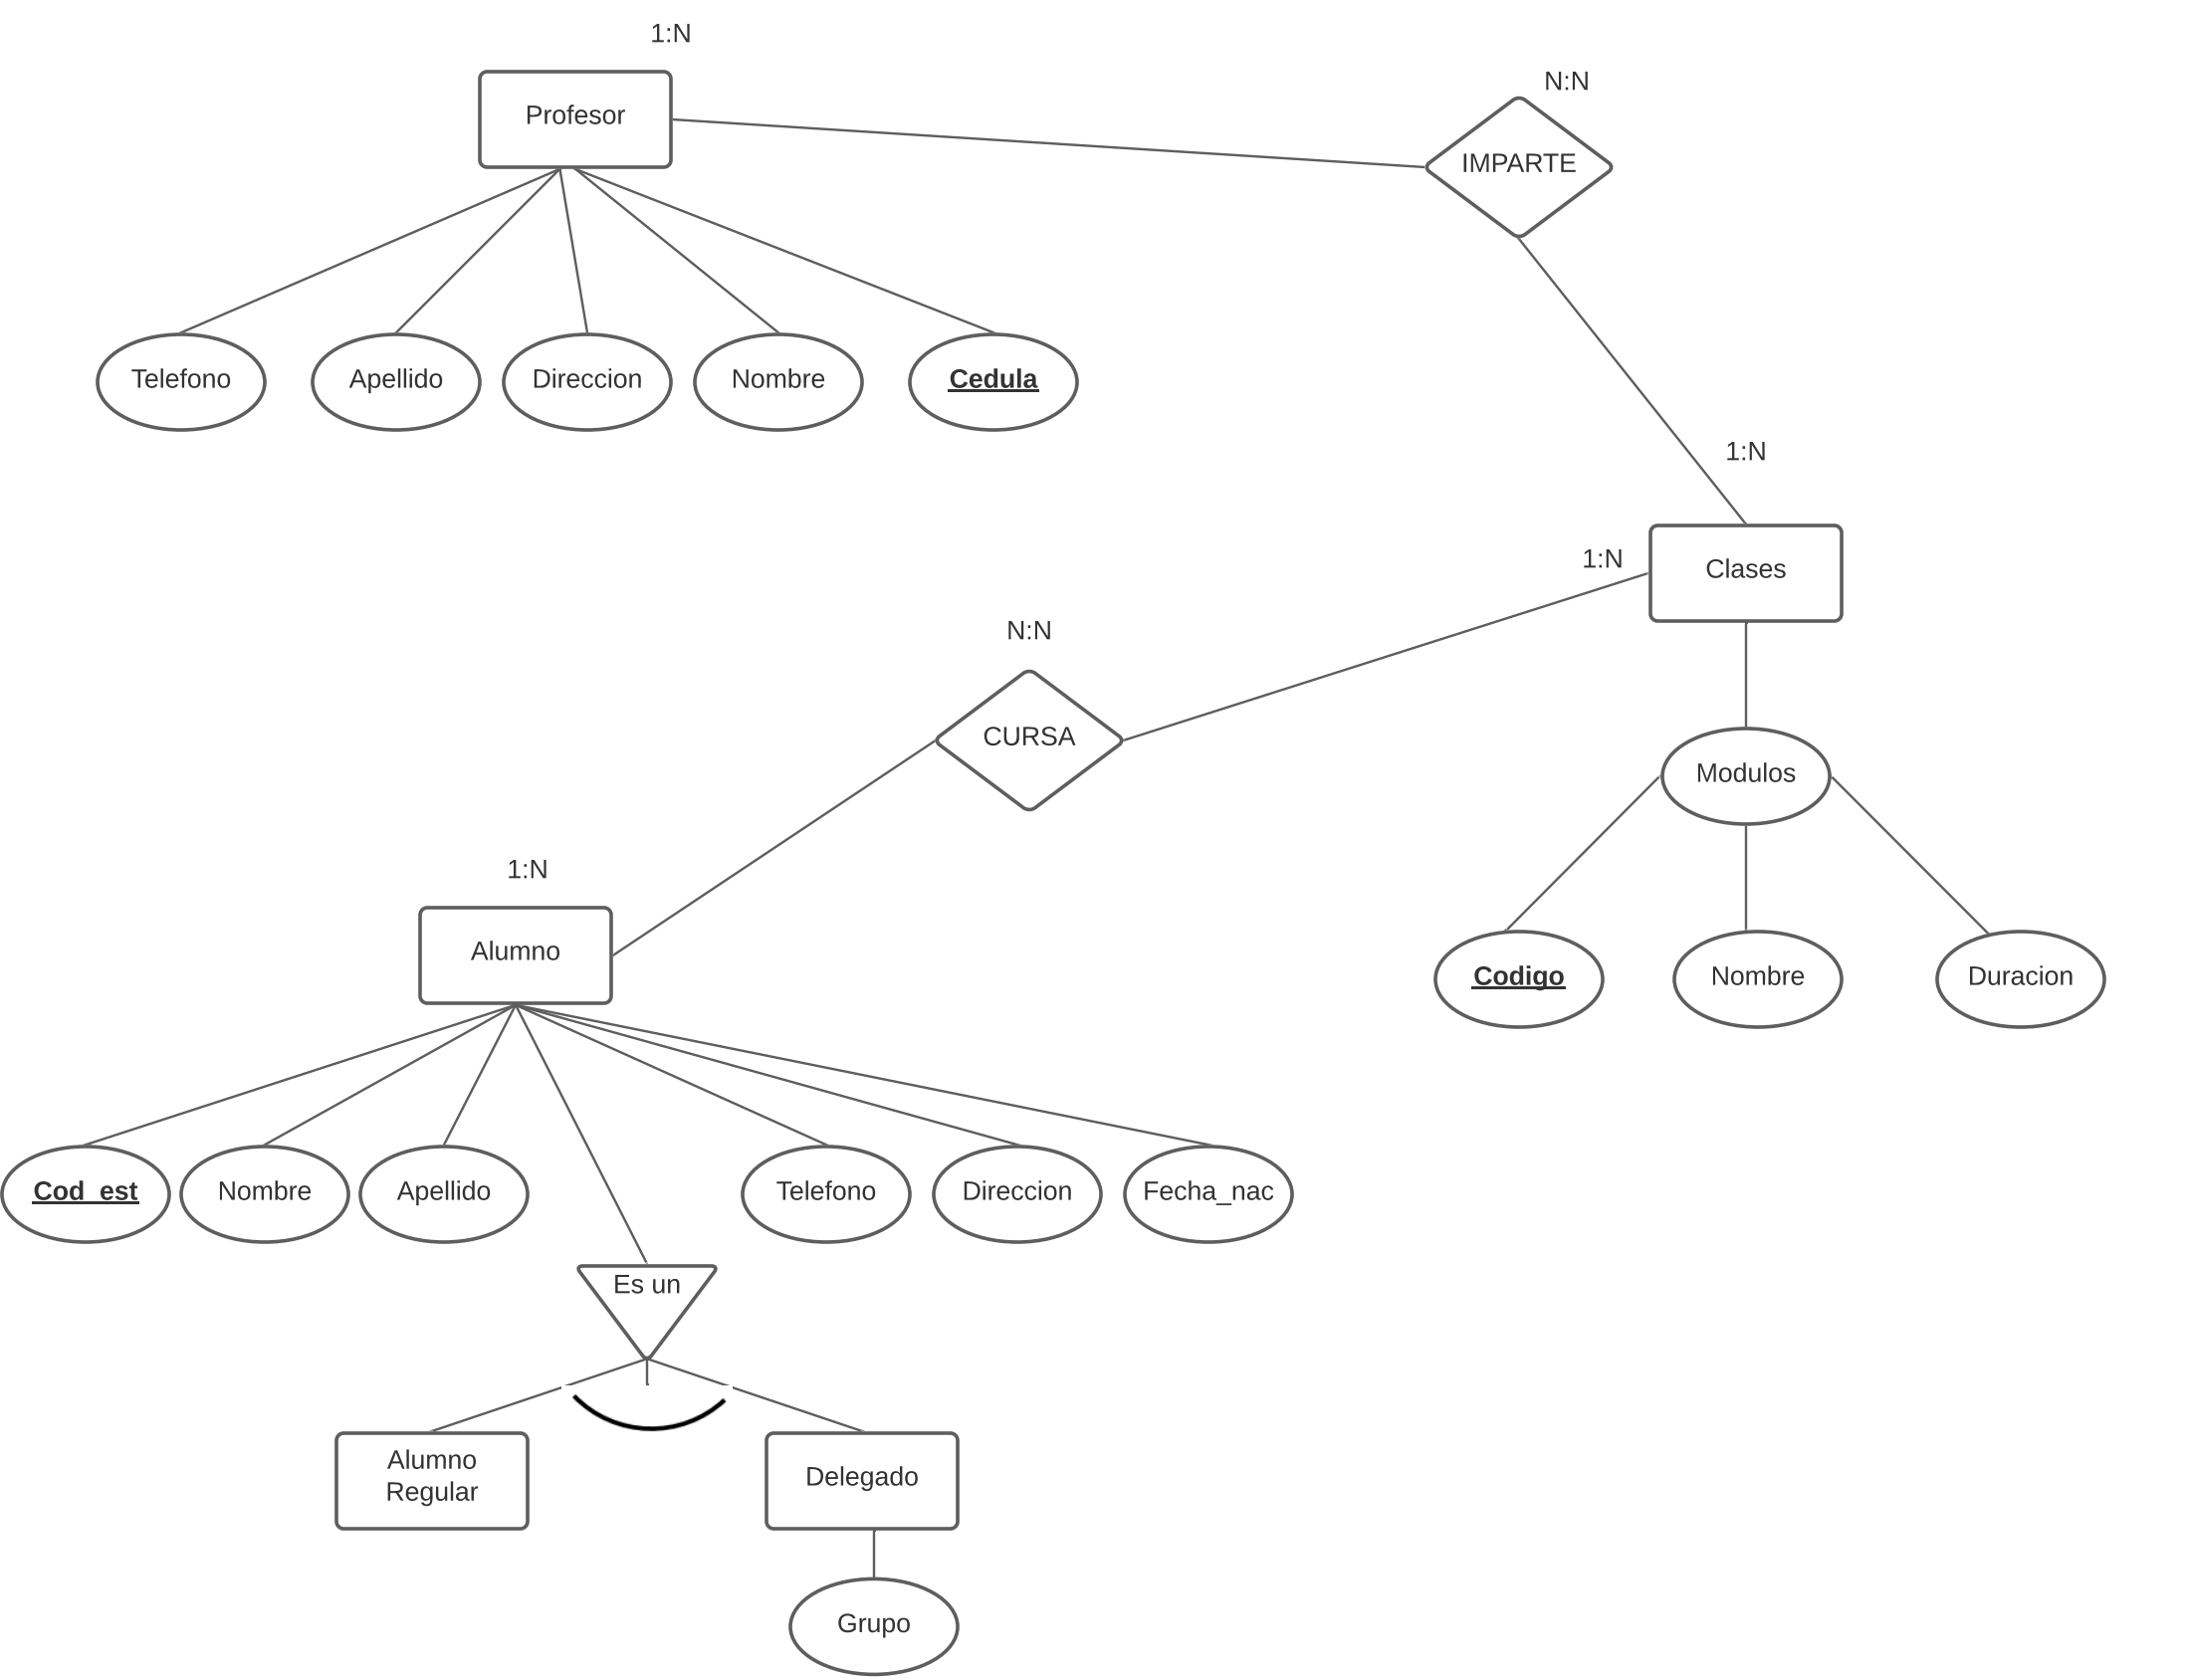 1:N
Profesor
N:N
IMPARTE
Telefono
Apellido
Direccion
Nombre
Cedula
1:N
1:N
Clases
N:N
CURSA
Modulos
1:N
Alumno
Codigo
Nombre
Duracion
Cod_est
Nombre
Apellido
Telefono
Direccion
Fecha_nac
Es un
Alumno
Regular
Delegado
Grupo